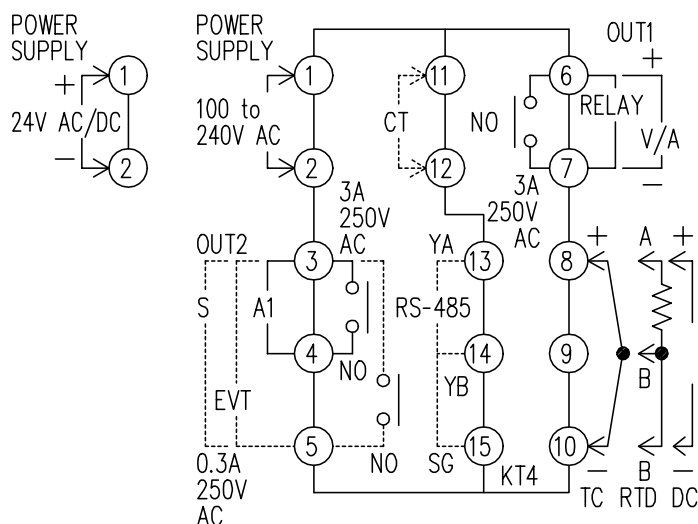 POWER
SUPPLY
+
24V AC/DC
−
1
2
POWER
SUPPLY
100 to
240V AC
1
2
11
CT
12
OUT1
6
NO
RELAY
+
V/A
−
7
3A
250V
AC
3A
250V
AC
OUT2
3
S
A1
4
NO
EVT
5
NO
0.3A
250V
AC
YA
13
RS-485
14
YB
SG
15
KT4
8
9
10
+
−
TC
A
B
B
RTD
+
−
DC